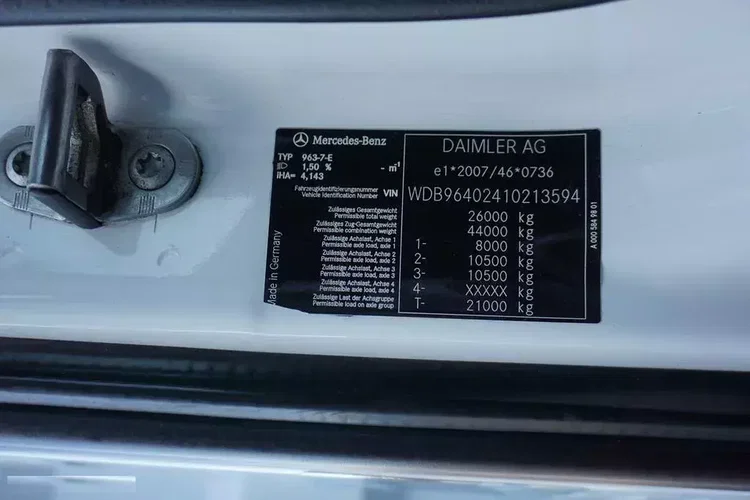 Mercedes-Benz
TYP 963-7-E
1,50 % - m⁻¹
iHA= 4,143
Fahrzeugidentifizierungsnummer
Vehicle Identification Number VIN
Zulässiges Gesamtgewicht
Permissible total weight
Zulässiges Zug-Gesamtgewicht
Permissible combination weight
Zulässige Achslast, Achse 1
Permissible axle load, axle 1
Zulässige Achslast, Achse 2
Permissible axle load, axle 2
Zulässige Achslast, Achse 3
Permissible axle load, axle 3
Zulässige Achslast, Achse 4
Permissible axle load, axle 4
Zulässige Last der Achsgruppe
Permissible load on axle group
Made in Germany
DAIMLER AG
e1*2007/46*0736
WDB96402410213594
26000 kg
44000 kg
1- 8000 kg
2- 10500 kg
3- 10500 kg
4- XXXXX kg
T- 21000 kg
A 000 584 98 01